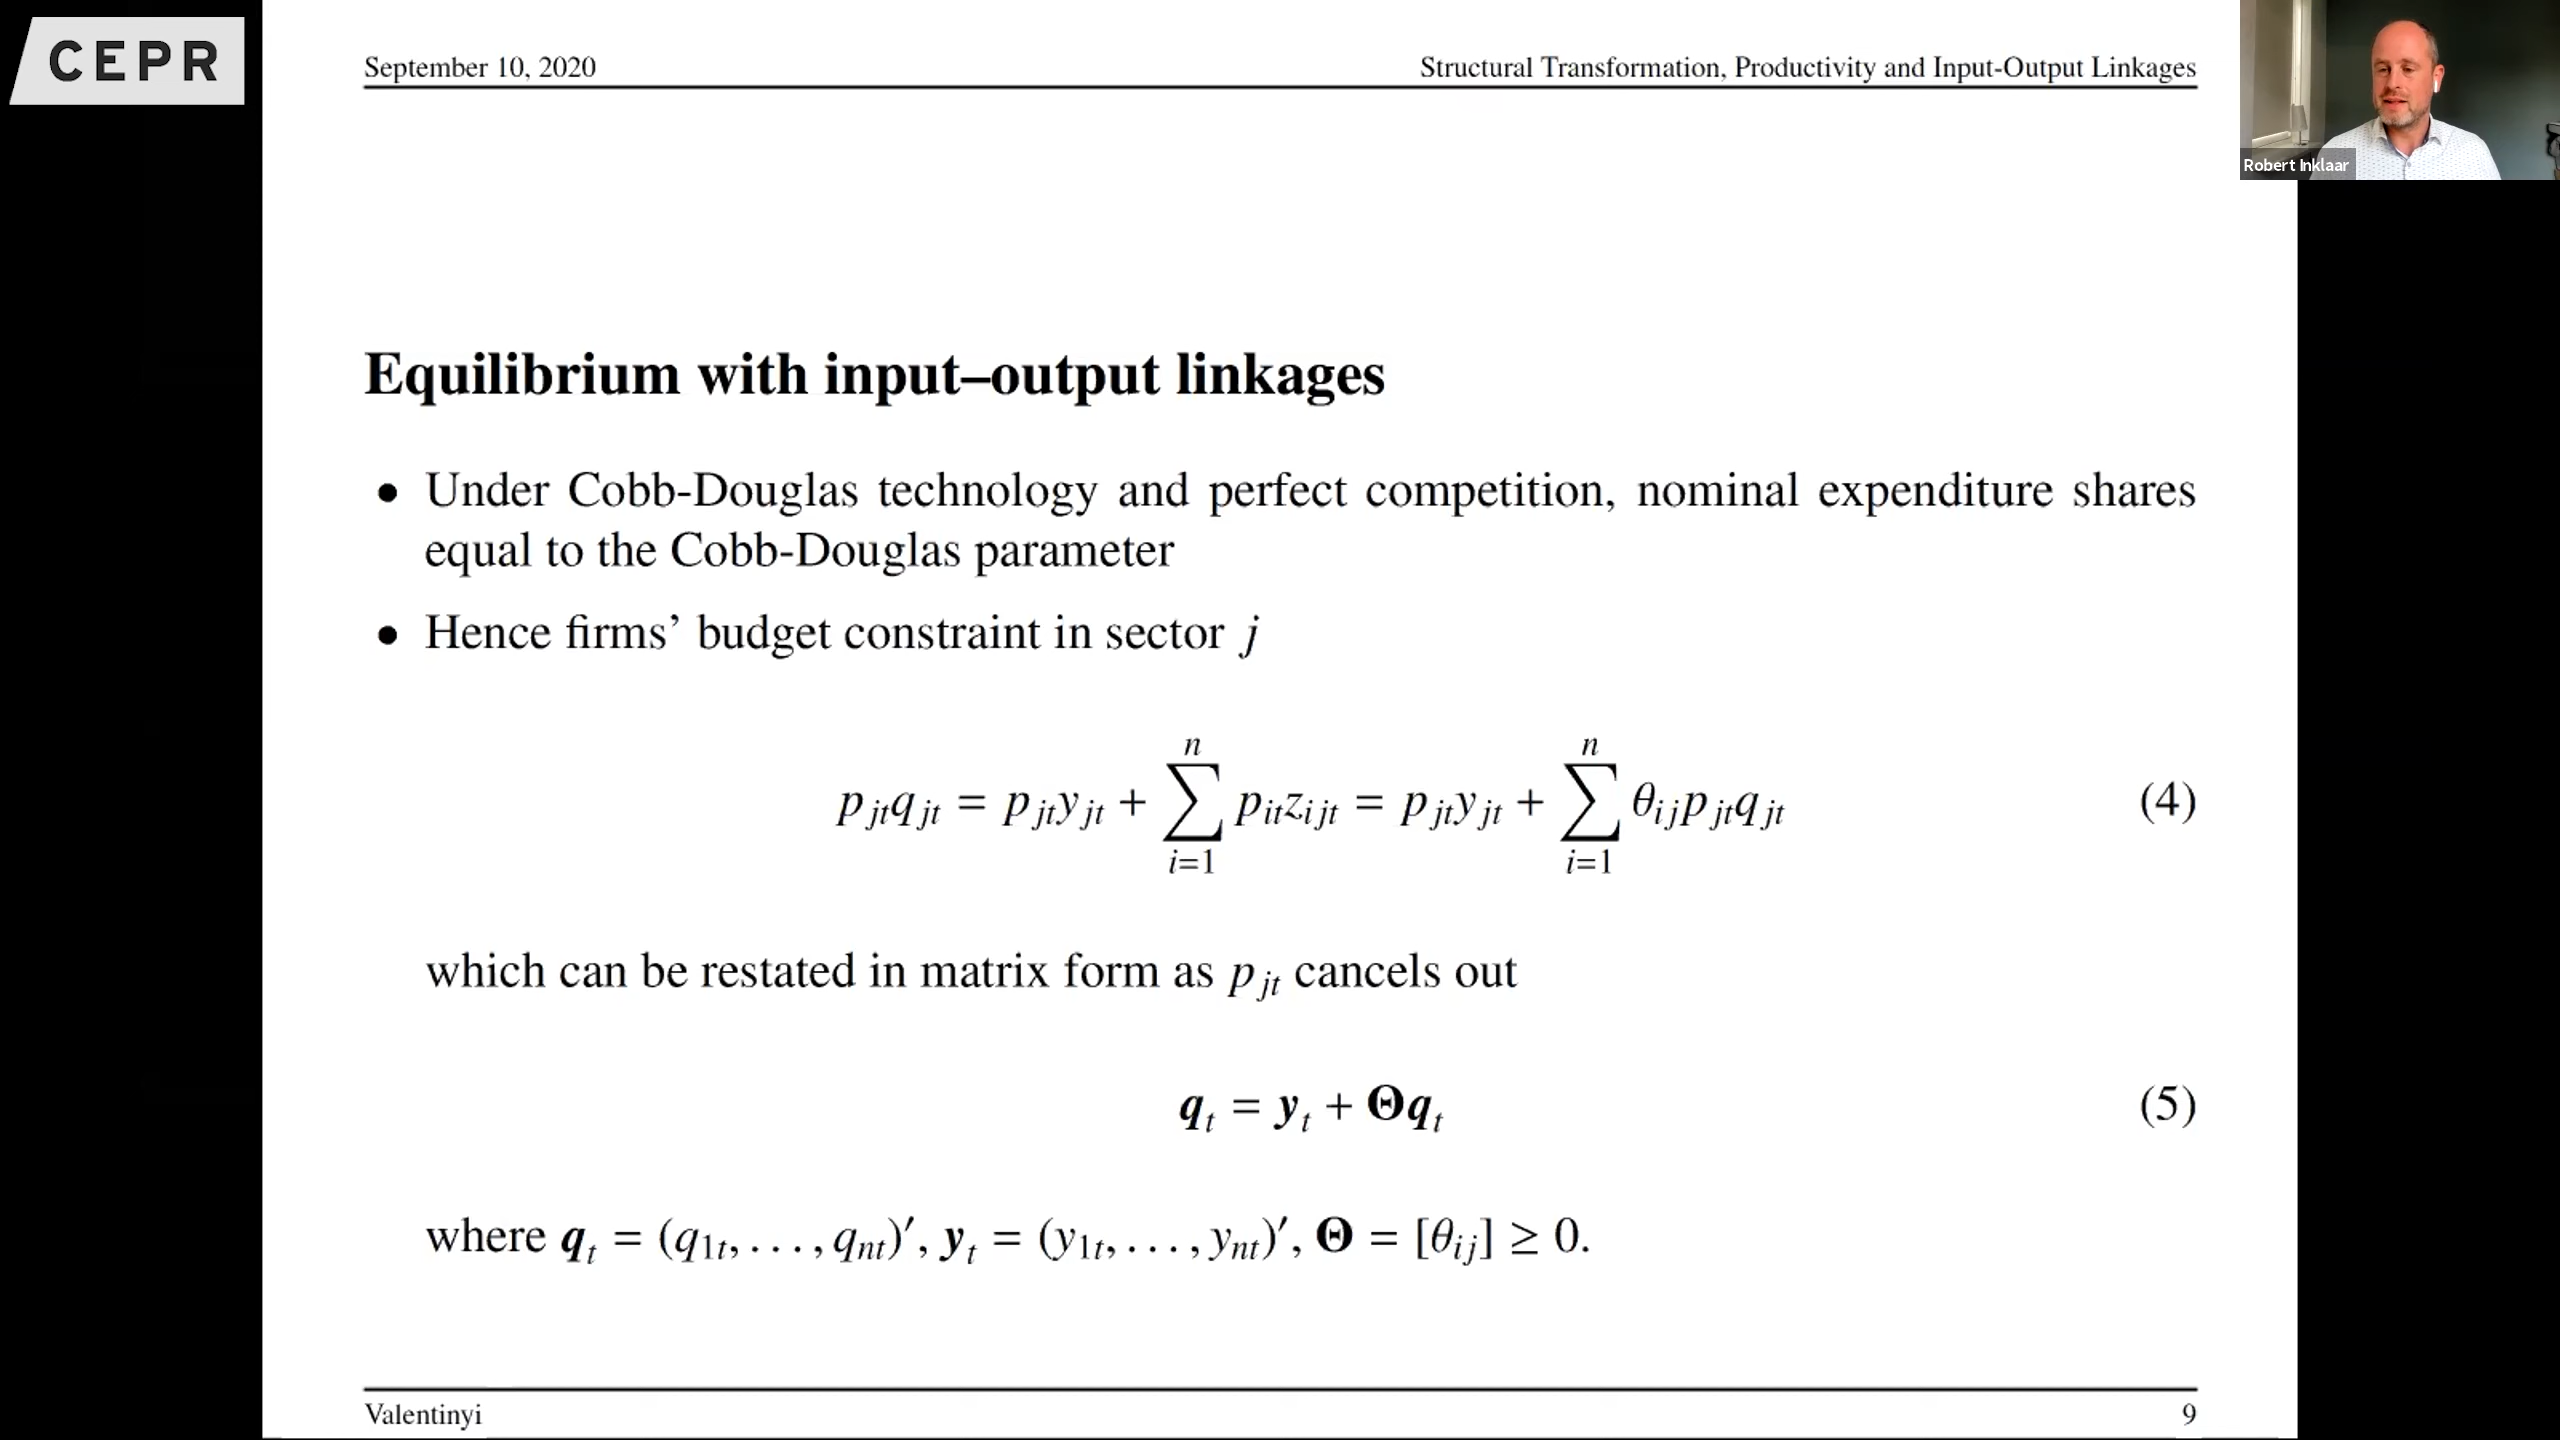 CEPR
September 10, 2020
Structural Transformation, Productivity and Input-Output Linkages
Robert Inklaar
Equilibrium with input–output linkages
• Under Cobb-Douglas technology and perfect competition, nominal expenditure shares
equal to the Cobb-Douglas parameter
• Hence firms’ budget constraint in sector j
p_{jt}q_{jt} = p_{jt}y_{jt} + \sum_{i=1}^{n} p_{it}z_{ijt} = p_{jt}y_{jt} + \sum_{i=1}^{n} θ_{ij}p_{jt}q_{jt} (4)
which can be restated in matrix form as p_{jt} cancels out
q_t = y_t + Θq_t (5)
where q_t = (q_{1t}, . . . , q_{nt})′, y_t = (y_{1t}, . . . , y_{nt})′, Θ = [θ_{ij}] ≥ 0.
Valentinyi
9